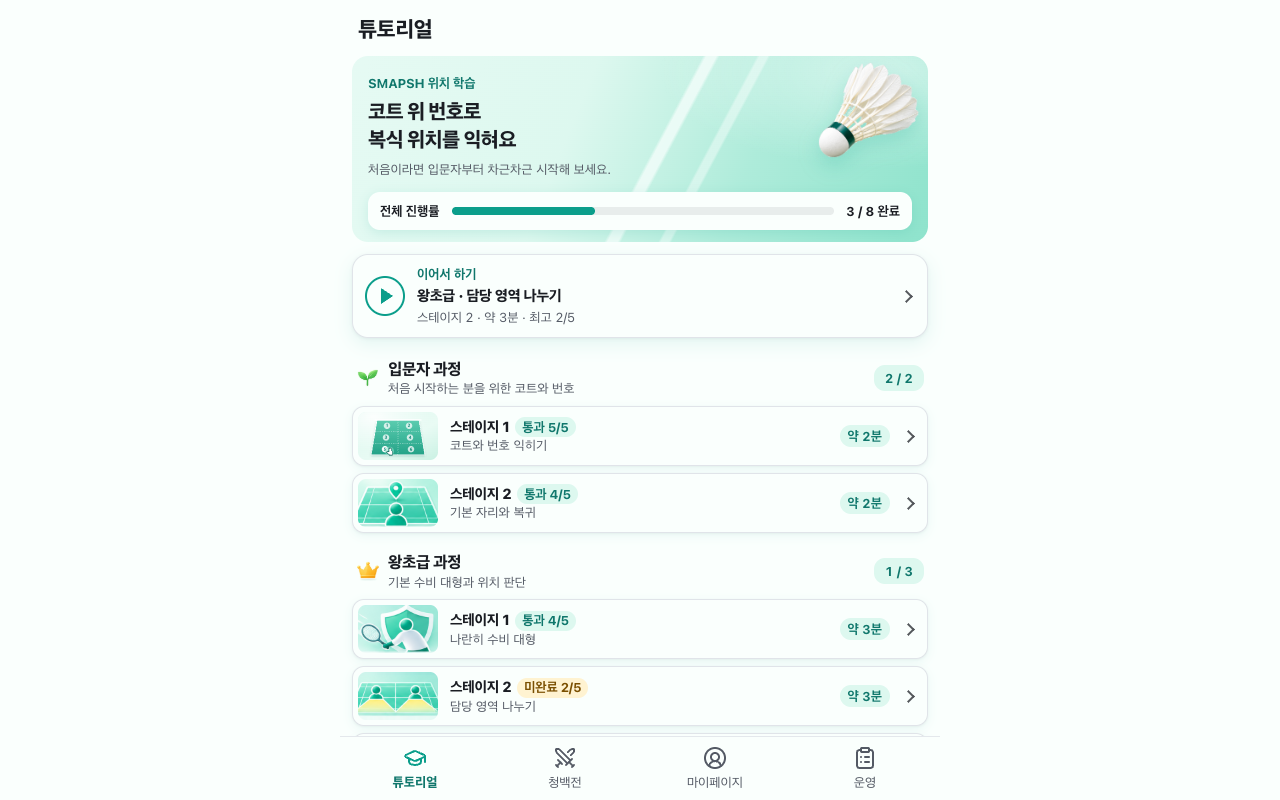 튜토리얼
SMAPSH 위치 학습
코트 위 번호로
복식 위치를 익혀요
처음이라면 입문자부터 차근차근 시작해 보세요.
전체 진행률 3 / 8 완료
이어서 하기
왕초급 · 담당 영역 나누기
스테이지 2 · 약 3분 · 최고 2/5
입문자 과정
처음 시작하는 분을 위한 코트와 번호
2 / 2
스테이지 1 통과 5/5
코트와 번호 익히기
약 2분
스테이지 2 통과 4/5
기본 자리와 복귀
약 2분
왕초급 과정
기본 수비 대형과 위치 판단
1 / 3
스테이지 1 통과 4/5
나란히 수비 대형
약 3분
스테이지 2 미완료 2/5
담당 영역 나누기
약 3분
튜토리얼 청백전 마이페이지 운영